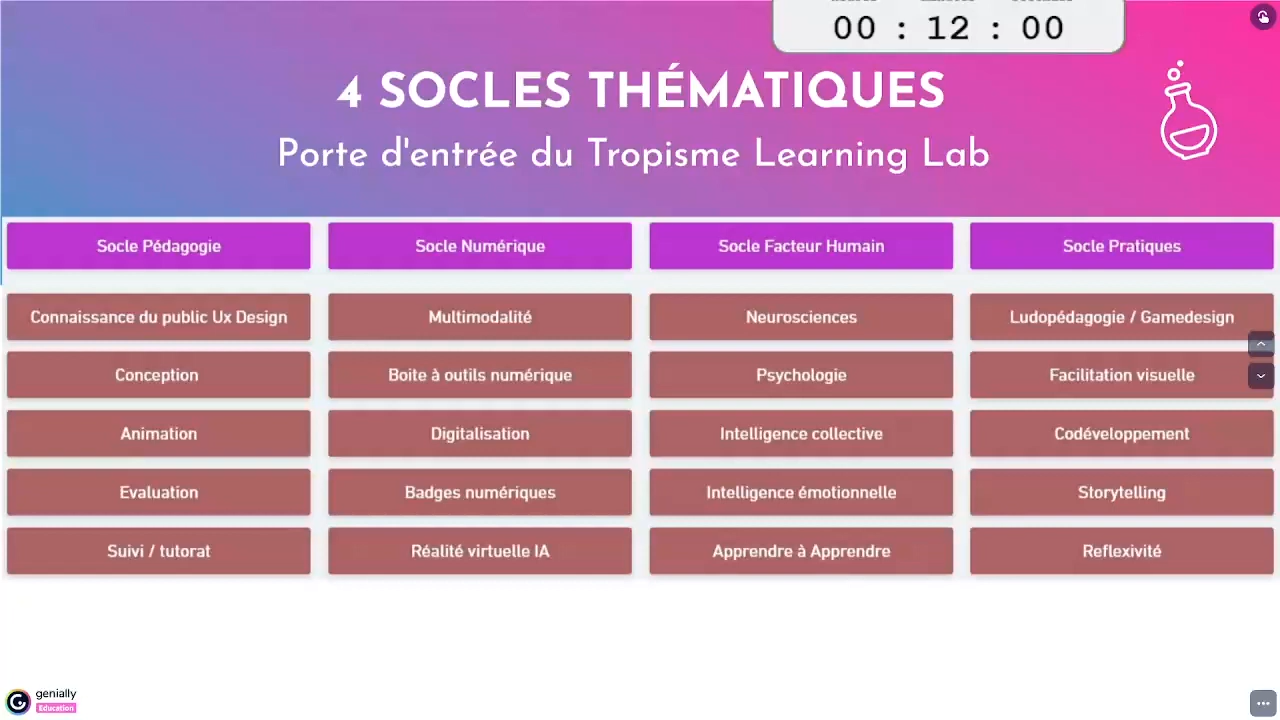 00 : 12 : 00
4 SOCLES THÉMATIQUES
Porte d'entrée du Tropisme Learning Lab
Socle Pédagogie Socle Numérique Socle Facteur Humain Socle Pratiques
Connaissance du public Ux Design Multimodalité Neurosciences Ludopédagogie / Gamedesign
Conception Boite à outils numérique Psychologie Facilitation visuelle
Animation Digitalisation Intelligence collective Codéveloppement
Evaluation Badges numériques Intelligence émotionnelle Storytelling
Suivi / tutorat Réalité virtuelle IA Apprendre à Apprendre Reflexivité
genially
Education